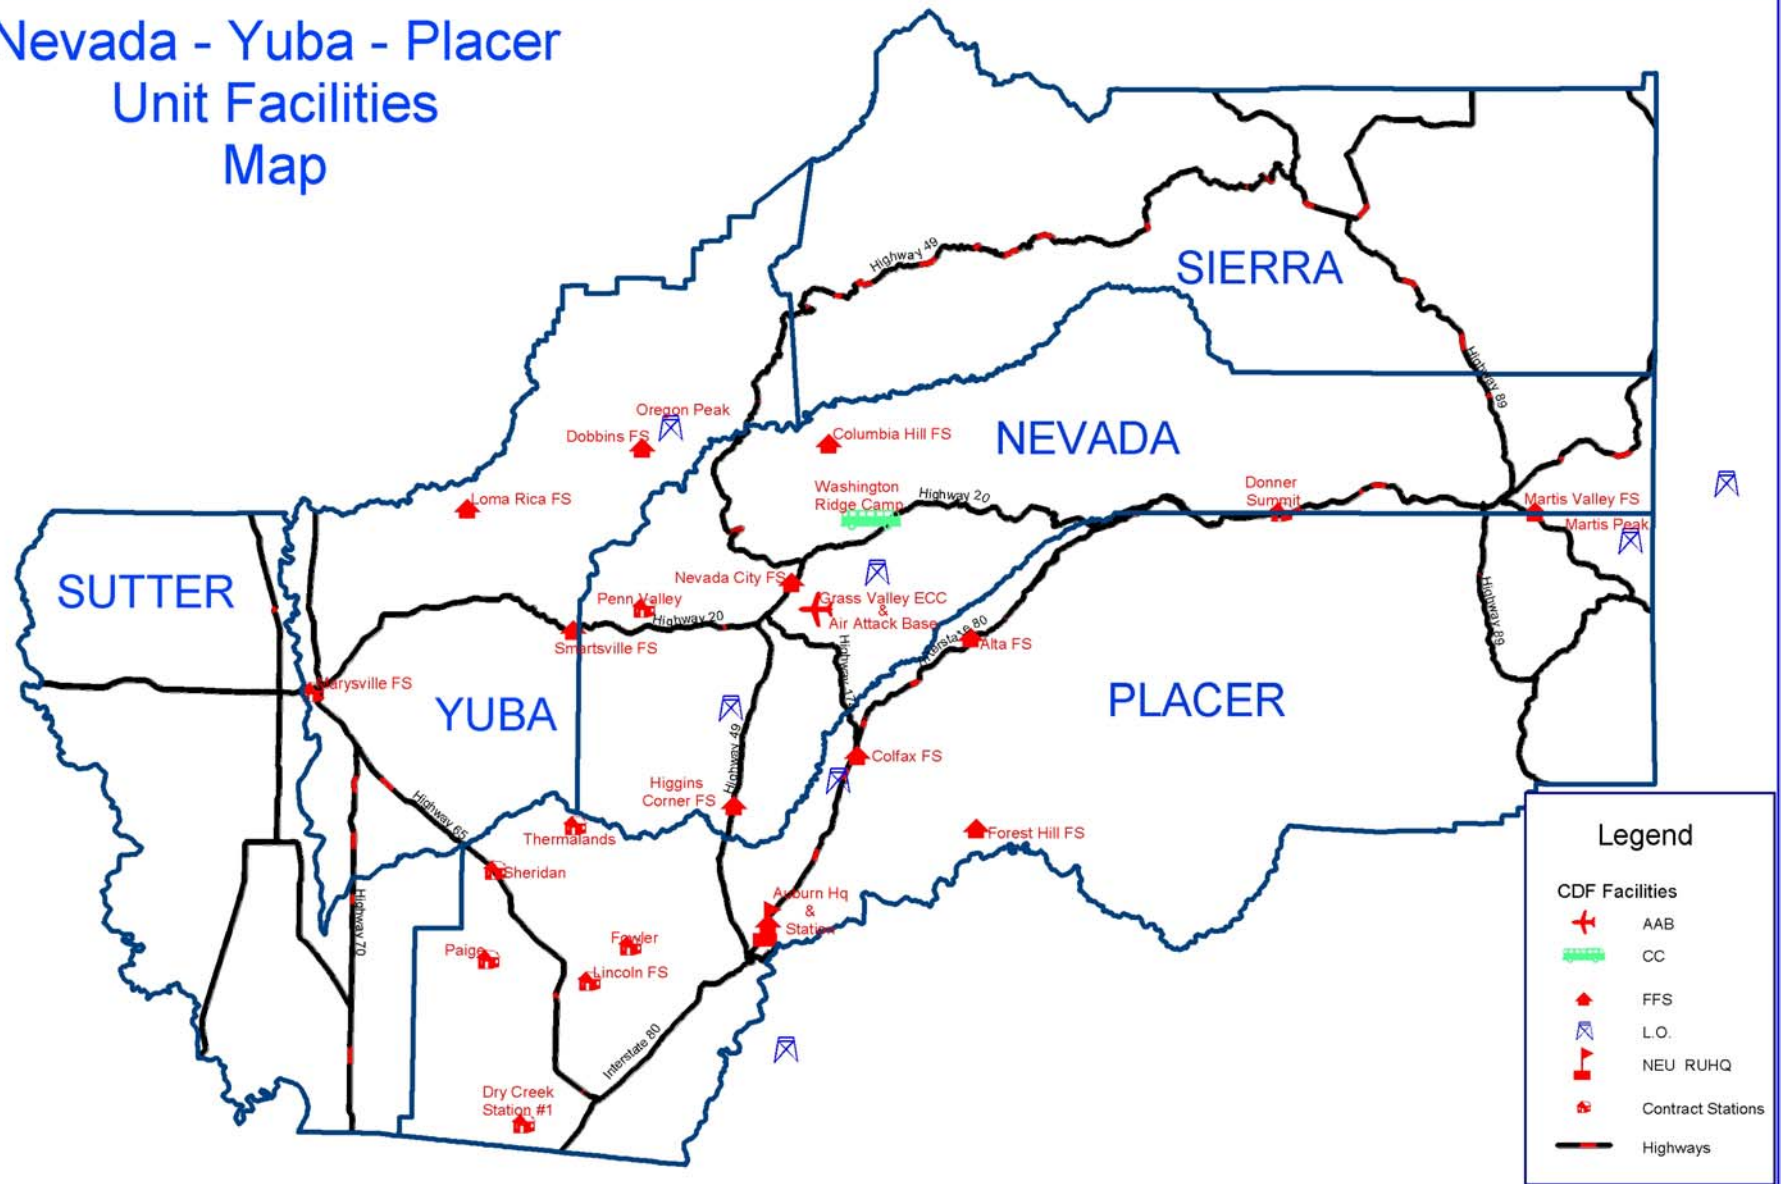 Nevada - Yuba - Placer
Unit Facilities
Map
Highway 49
SIERRA
Highway 89
Oregon Peak
Dobbins FS
Columbia Hill FS
NEVADA
Loma Rica FS
Washington
Ridge Camp
Highway 20
Donner
Summit
Martis Valley FS
Martis Peak
SUTTER
Nevada City FS
Penn Valley
Highway 20
Grass Valley ECC
&
Air Attack Base
Smartsville FS
Interstate 80
Alta FS
Highway 89
Marysville FS
YUBA
Highway 174
PLACER
Highway 49
Colfax FS
Higgins
Corner FS
Highway 65
Thermalands
Forest Hill FS
Sheridan
Auburn Hq
&
Station
Highway 70
Paige
Fowler
Lincoln FS
Interstate 80
Dry Creek
Station #1
Legend
CDF Facilities
AAB
CC
FFS
L.O.
NEU RUHQ
Contract Stations
Highways